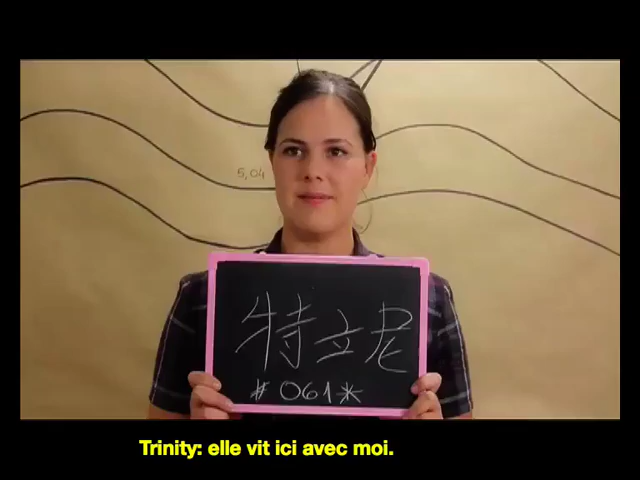 5,04
特立尼
*061*
Trinity: elle vit ici avec moi.